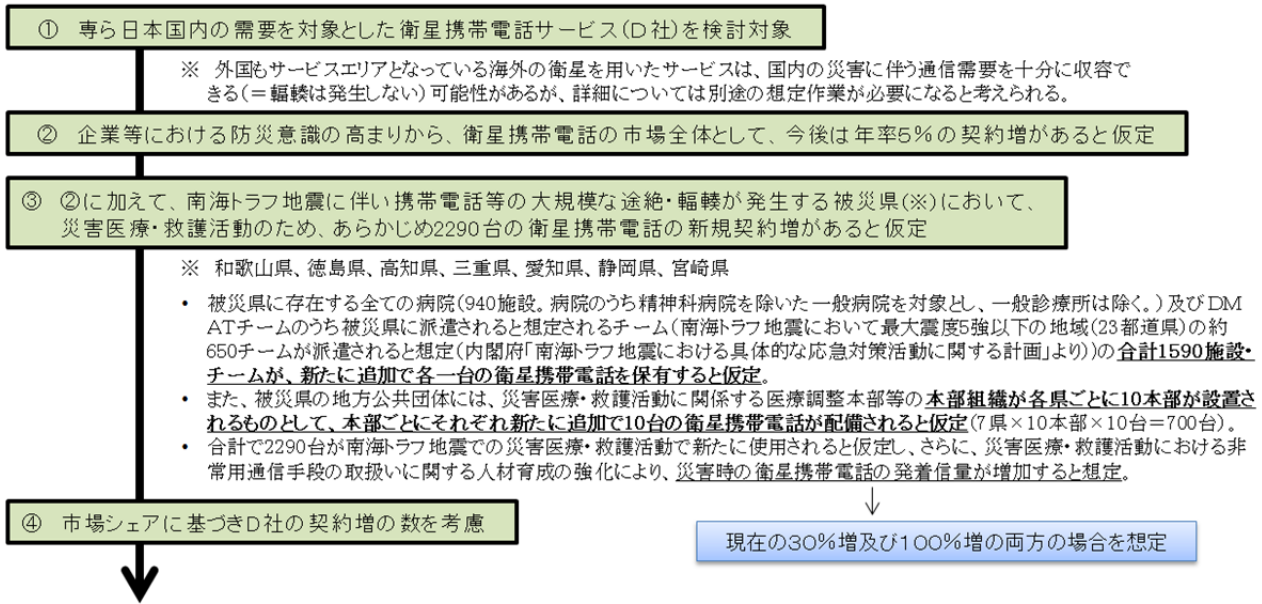 ① 専ら日本国内の需要を対象とした衛星携帯電話サービス(D社)を検討対象
※ 外国もサービスエリアとなっている海外の衛星を用いたサービスは、国内の災害に伴う通信需要を十分に収容で
きる(＝輻輳は発生しない)可能性があるが、詳細については別途の想定作業が必要になると考えられる。
② 企業等における防災意識の高まりから、衛星携帯電話の市場全体として、今後は年率5％の契約増があると仮定
③ ②に加えて、南海トラフ地震に伴い携帯電話等の大規模な途絶・輻輳が発生する被災県(※)において、
災害医療・救護活動のため、あらかじめ2290台の衛星携帯電話の新規契約増があると仮定
※ 和歌山県、徳島県、高知県、三重県、愛知県、静岡県、宮崎県
• 被災県に存在する全ての病院(940施設。病院のうち精神科病院を除いた一般病院を対象とし、一般診療所は除く。)及びDM
ATチームのうち被災県に派遣されると想定されるチーム(南海トラフ地震において最大震度5強以下の地域(23都道県)の約
650チームが派遣されると想定(内閣府「南海トラフ地震における具体的な応急対策活動に関する計画」より))の合計1590施設・
チームが、新たに追加で各一台の衛星携帯電話を保有すると仮定。
• また、被災県の地方公共団体には、災害医療・救護活動に関係する医療調整本部等の本部組織が各県ごとに10本部が設置さ
れるものとして、本部ごとにそれぞれ新たに追加で10台の衛星携帯電話が配備されると仮定(7県×10本部×10台＝700台)。
• 合計で2290台が南海トラフ地震での災害医療・救護活動で新たに使用されると仮定し、さらに、災害医療・救護活動における非
常用通信手段の取扱いに関する人材育成の強化により、災害時の衛星携帯電話の発着信量が増加すると想定。
④ 市場シェアに基づきD社の契約増の数を考慮
現在の30％増及び100％増の両方の場合を想定